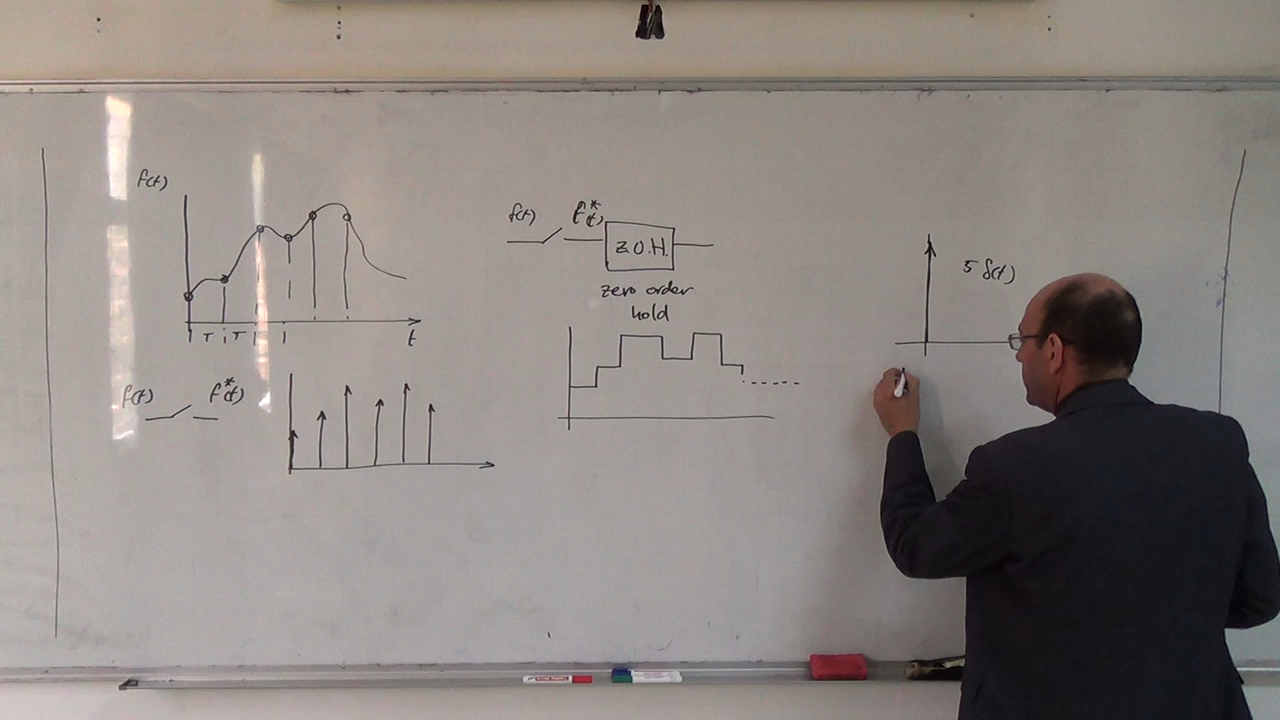 f(t)
T T
t
f(t) f*(t)
f(t) f*(t)
Z.O.H.
zero order
hold
5 δ(t)